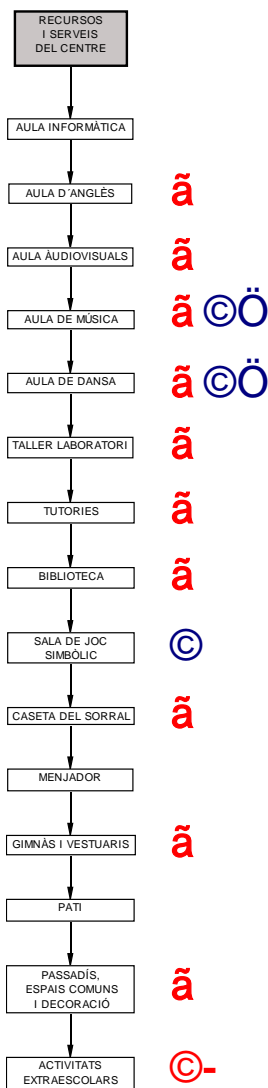 RECURSOS
I SERVEIS
DEL CENTRE
AULA INFORMÀTICA
AULA D´ANGLÈS ã
AULA ÀUDIOVISUALS ã
AULA DE MÚSICA ã ©Ö
AULA DE DANSA ã ©Ö
TALLER LABORATORI ã
TUTORIES ã
BIBLIOTECA ã
SALA DE JOC
SIMBÒLIC ©
CASETA DEL SORRAL ã
MENJADOR
GIMNÀS I VESTUARIS ã
PATI
PASSADÍS,
ESPAIS COMUNS ã
I DECORACIÓ
ACTIVITATS ©-
EXTRAESCOLARS